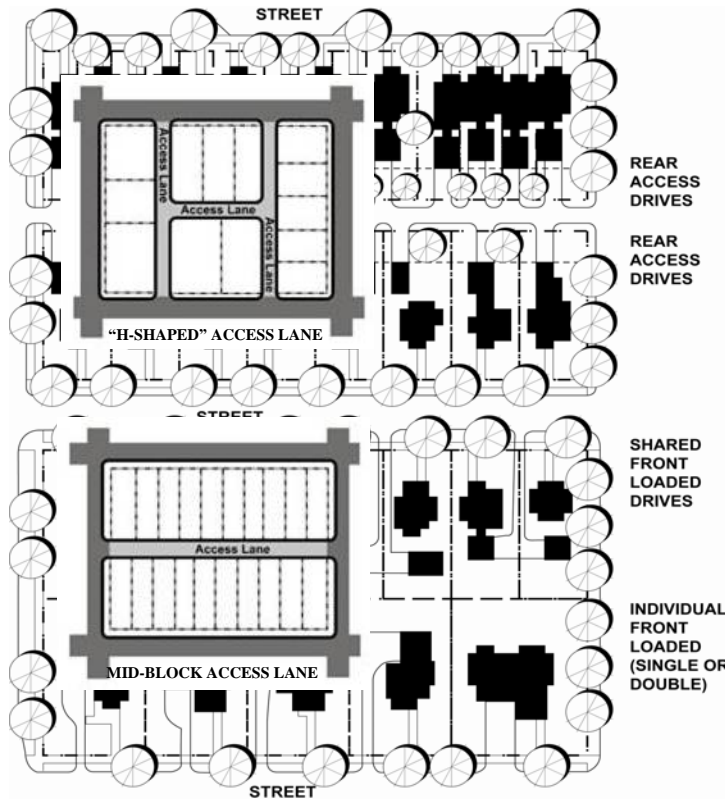 STREET
REAR
ACCESS
DRIVES
Access Lane
Access Lane
Access Lane
REAR
ACCESS
DRIVES
“H-SHAPED” ACCESS LANE
STREET
SHARED
FRONT
LOADED
DRIVES
Access Lane
INDIVIDUAL
FRONT
LOADED
(SINGLE OR
DOUBLE)
MID-BLOCK ACCESS LANE
STREET